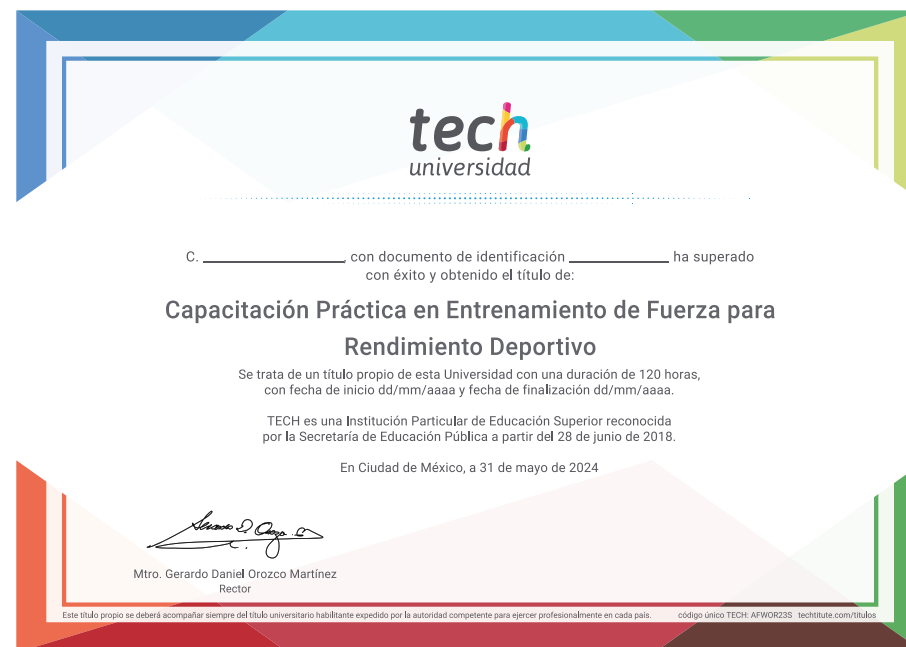 tech
universidad
C. ____________, con documento de identificación ____________ ha superado
con éxito y obtenido el título de:
Capacitación Práctica en Entrenamiento de Fuerza para
Rendimiento Deportivo
Se trata de un título propio de esta Universidad con una duración de 120 horas,
con fecha de inicio dd/mm/aaaa y fecha de finalización dd/mm/aaaa.
TECH es una Institución Particular de Educación Superior reconocida
por la Secretaría de Educación Pública a partir del 28 de junio de 2018.
En Ciudad de México, a 31 de mayo de 2024
Mtro. Gerardo Daniel Orozco Martínez
Rector
Este título propio se deberá acompañar siempre del título universitario habilitante expedido por la autoridad competente para ejercer profesionalmente en cada país. código único TECH: AFWOR23S techtitute.com/titulos